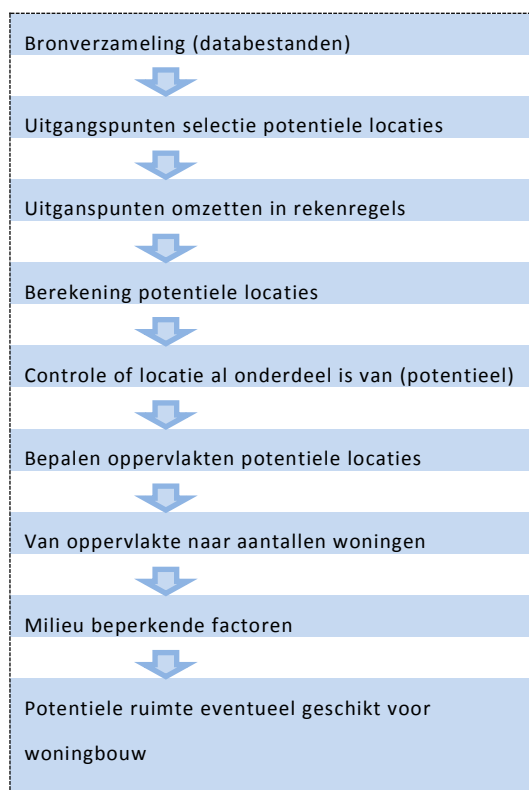 Bronverzameling (databestanden)
Uitgangspunten selectie potentiele locaties
Uitganspunten omzetten in rekenregels
Berekening potentiele locaties
Controle of locatie al onderdeel is van (potentieel)
Bepalen oppervlakten potentiele locaties
Van oppervlakte naar aantallen woningen
Milieu beperkende factoren
Potentiele ruimte eventueel geschikt voor
woningbouw